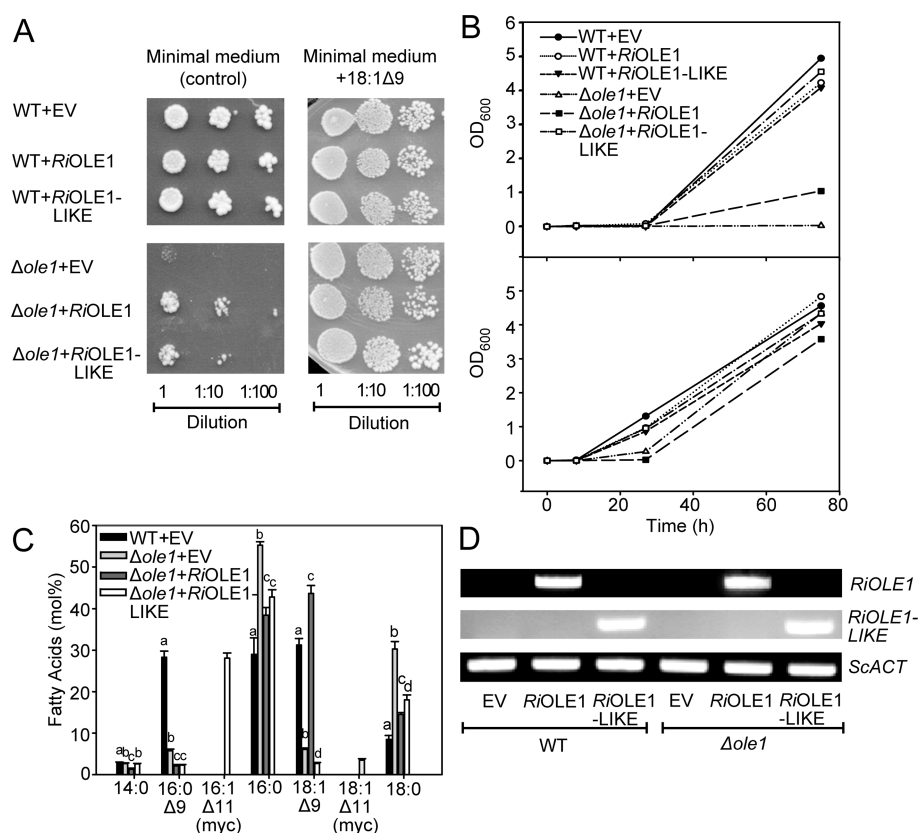 A
Minimal medium
(control)
Minimal medium
+18:1Δ9
WT+EV
WT+RiOLE1
WT+RiOLE1-
LIKE
Δole1+EV
Δole1+RiOLE1
Δole1+RiOLE1-
LIKE
1 1:10 1:100
Dilution
1 1:10 1:100
Dilution
B
WT+EV
WT+RiOLE1
WT+RiOLE1-LIKE
Δole1+EV
Δole1+RiOLE1
Δole1+RiOLE1-
LIKE
OD600
6
5
4
3
2
1
0
OD600
5
4
3
2
1
0
0 20 40 60 80
Time (h)
C
WT+EV
Δole1+EV
Δole1+RiOLE1
Δole1+RiOLE1-
LIKE
Fatty Acids (mol%)
60
50
40
30
20
10
0
a b c b
a b c c
a b c c
a b c d
a b c d
14:0 16:0 16:1 16:0 18:1 18:1 18:0
Δ9 Δ11 Δ9 Δ11
(myc) (myc)
D
RiOLE1
RiOLE1-
LIKE
ScACT
EV RiOLE1 RiOLE1
-LIKE
EV RiOLE1 RiOLE1
-LIKE
WT Δole1